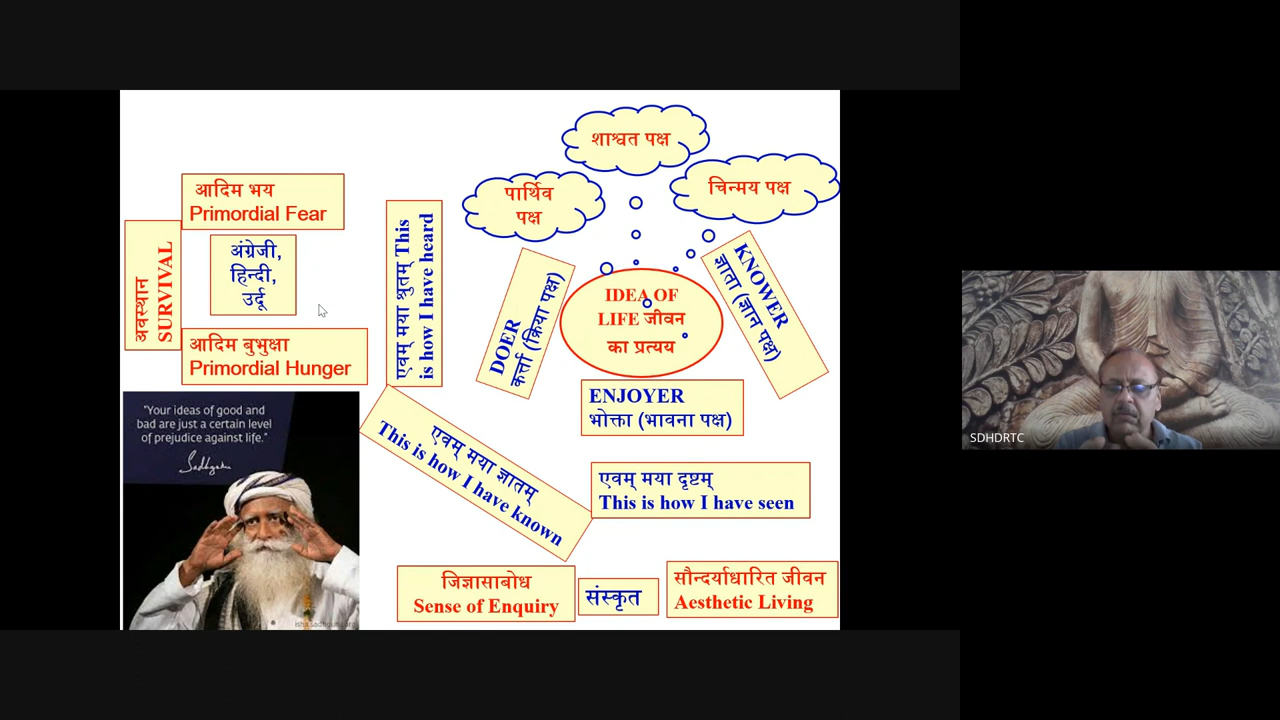 शाश्वत पक्ष
पार्थिव
पक्ष
चिन्मय पक्ष
आदिम भय
Primordial Fear
अवस्थान
SURVIVAL
अंग्रेजी,
हिन्दी,
उर्दू
आदिम बुभुक्षा
Primordial Hunger
एवम् मया श्रुतम् This
is how I have heard
DOER
कर्त्ता (क्रिया पक्ष)
IDEA OF
LIFE जीवन
का प्रत्यय
KNOWER
ज्ञाता (ज्ञान पक्ष)
ENJOYER
भोक्ता (भावना पक्ष)
"Your ideas of good and
bad are just a certain level
of prejudice against life."
Sadhguru
एवम् मया ज्ञातम्
This is how I have known
एवम् मया दृष्टम्
This is how I have seen
जिज्ञासाबोध
Sense of Enquiry
संस्कृत
सौन्दर्याधारित जीवन
Aesthetic Living
SDHDRTC